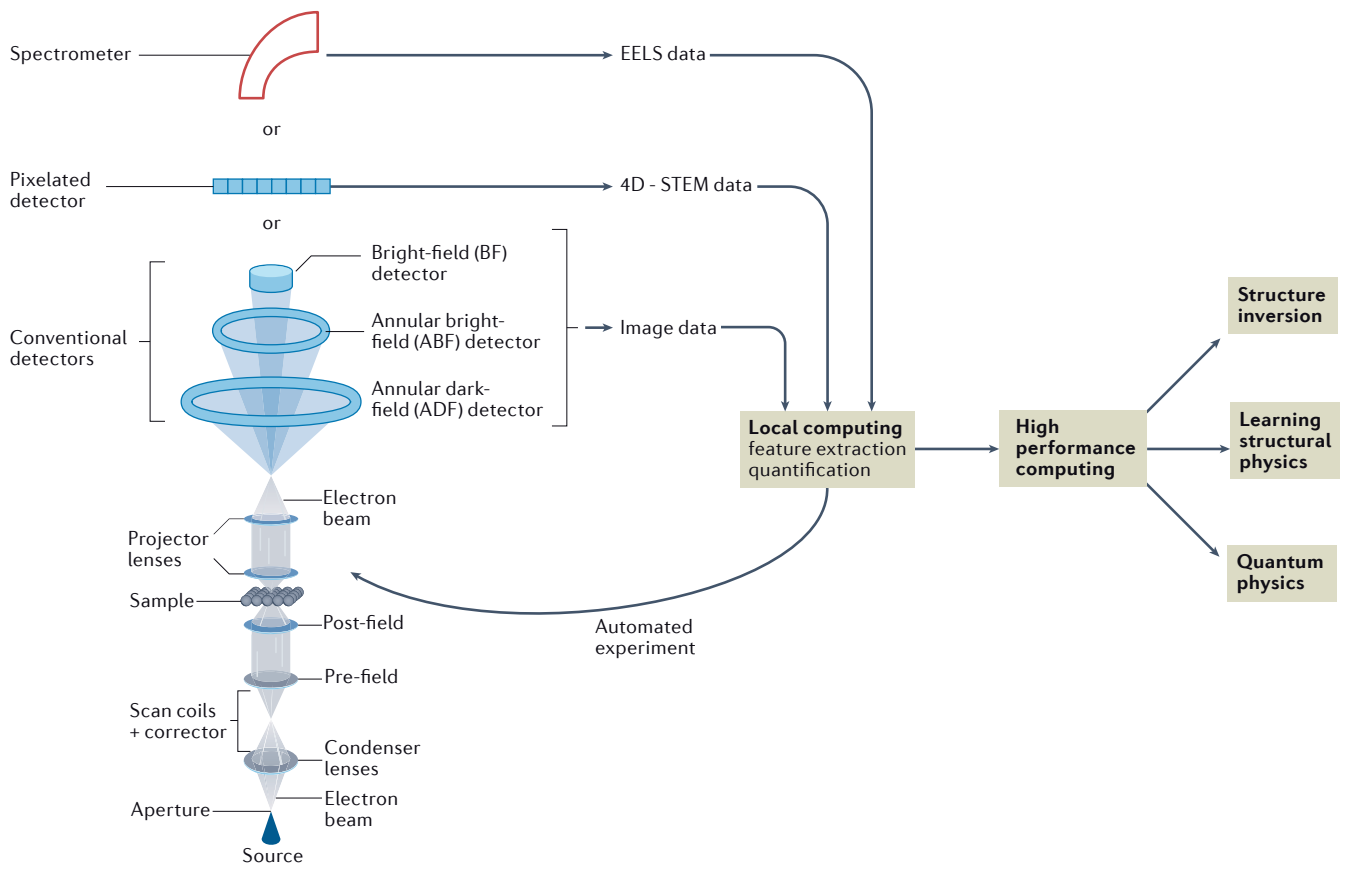 Spectrometer
EELS data
or
Pixelated
detector
4D - STEM data
or
Bright-field (BF)
detector
Conventional
detectors
Annular bright-
field (ABF) detector
Image data
Annular dark-
field (ADF) detector
Structure
inversion
Local computing
feature extraction
quantification
High
performance
computing
Learning
structural
physics
Quantum
physics
Electron
beam
Projector
lenses
Sample
Post-field
Automated
experiment
Pre-field
Scan coils
+ corrector
Condenser
lenses
Electron
beam
Aperture
Source